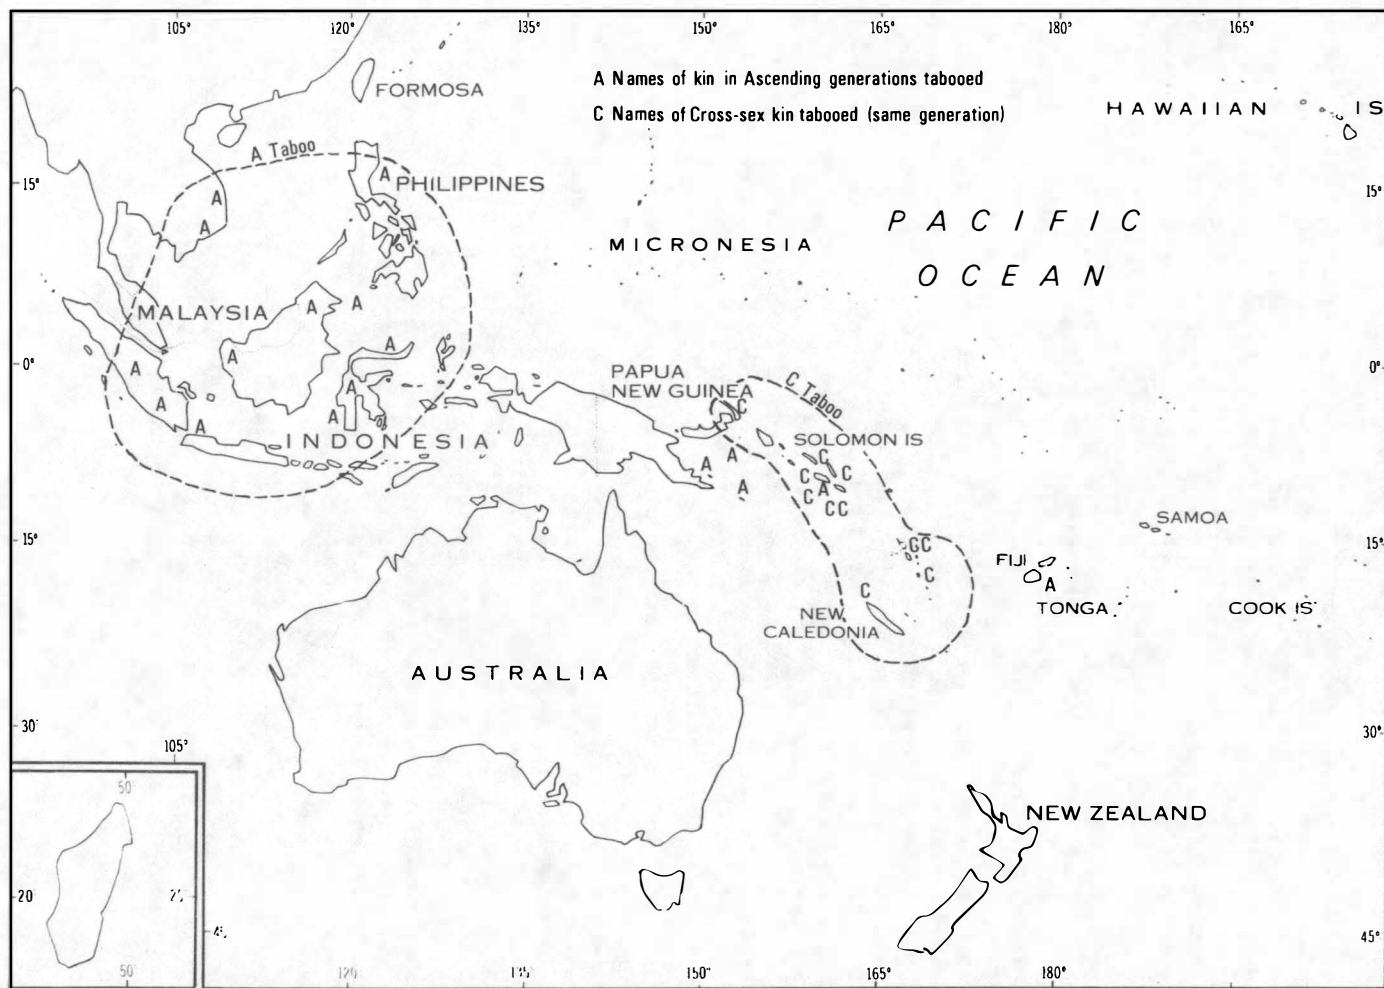 105° 120° 135° 150° 165° 180° 165°
A Names of kin in Ascending generations tabooed
C Names of Cross-sex kin tabooed (same generation)
FORMOSA
HAWAIIAN IS
A Taboo
15° PHILIPPINES 15°
A
A
A
PACIFIC
OCEAN
MICRONESIA
MALAYSIA
A A
A A
0° 0°
A
A
A A
A
PAPUA
NEW GUINEA
C Taboo
C
INDONESIA
SOLOMON IS
C
A A
C C
A
C A
C C
SAMOA
15° 15°
C C
FIJI
C
A
C
TONGA
COOK IS
NEW
CALEDONIA
AUSTRALIA
30° 30°
105°
50
NEW ZEALAND
20
45°
50
120 150° 165° 180°